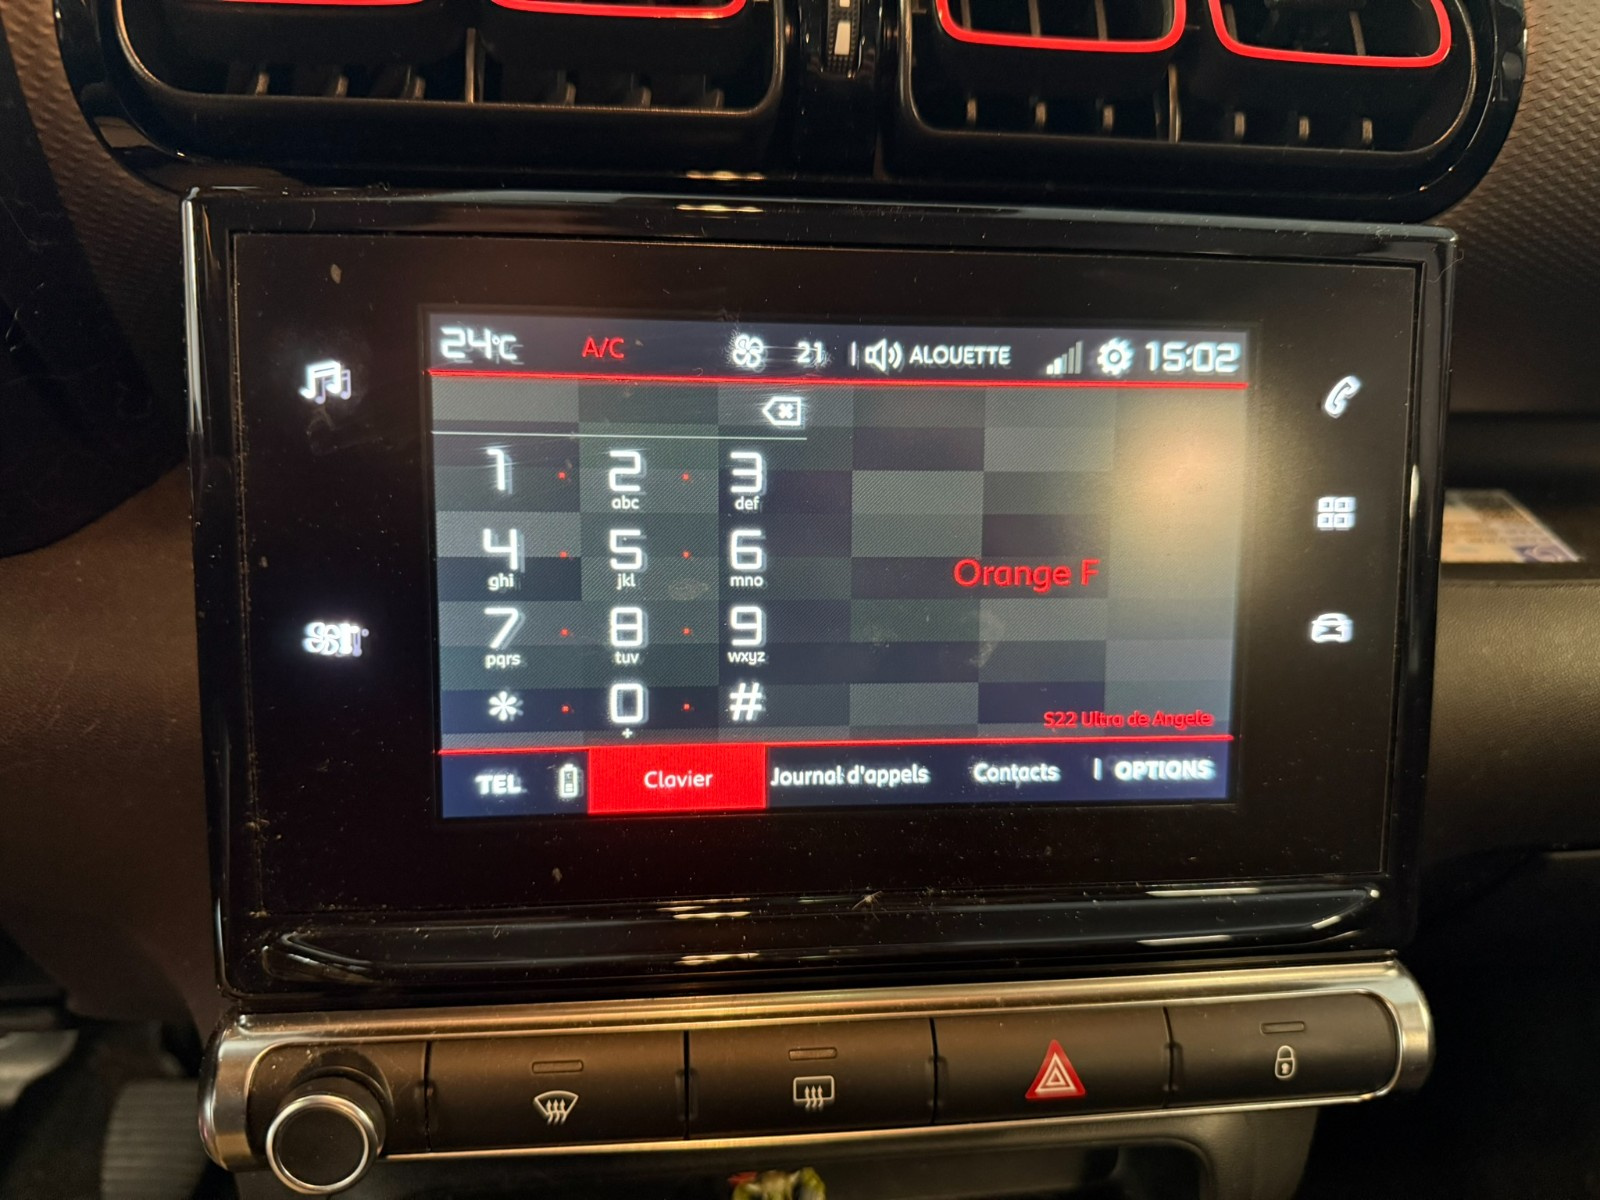 24°C A/C 21 ALOUETTE 15:02
1 2 3
abc def
4 5 6
ghi jkl mno
Orange F
7 8 9
pqrs tuv wxyz
* 0 #
+
S22 Ultra de Angele
TEL Clavier Journal d'appels Contacts OPTIONS